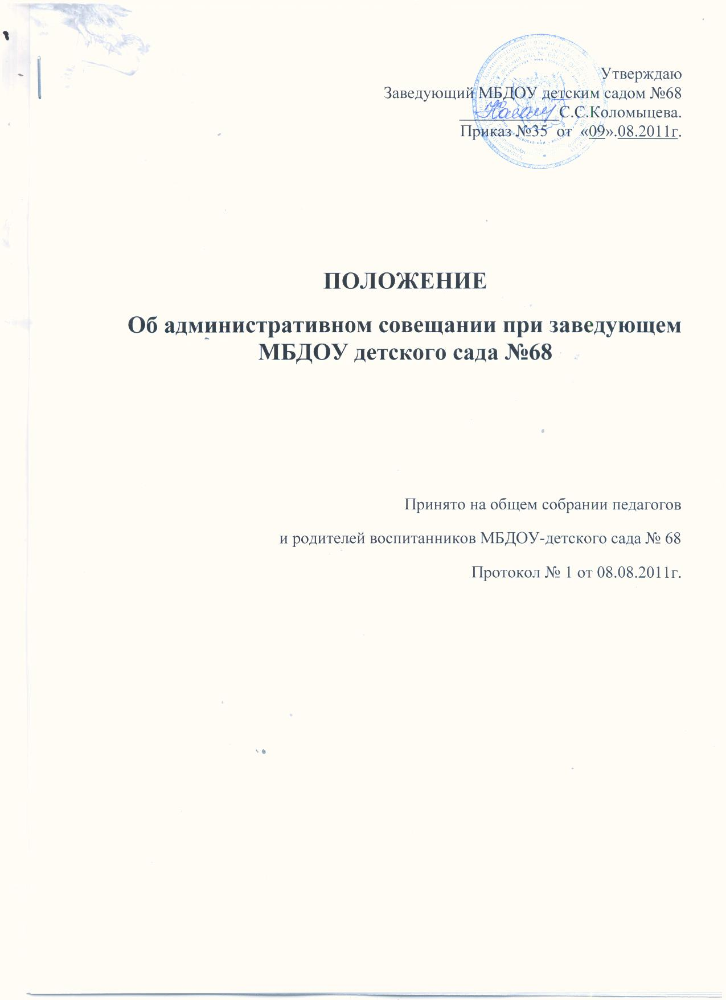 Утверждаю
Заведующий МБДОУ детским садом №68
____________С.С.Коломыцева.
Приказ №35 от «09».08.2011г.
ПОЛОЖЕНИЕ
Об административном совещании при заведующем
МБДОУ детского сада №68
Принято на общем собрании педагогов
и родителей воспитанников МБДОУ-детского сада № 68
Протокол № 1 от 08.08.2011г.